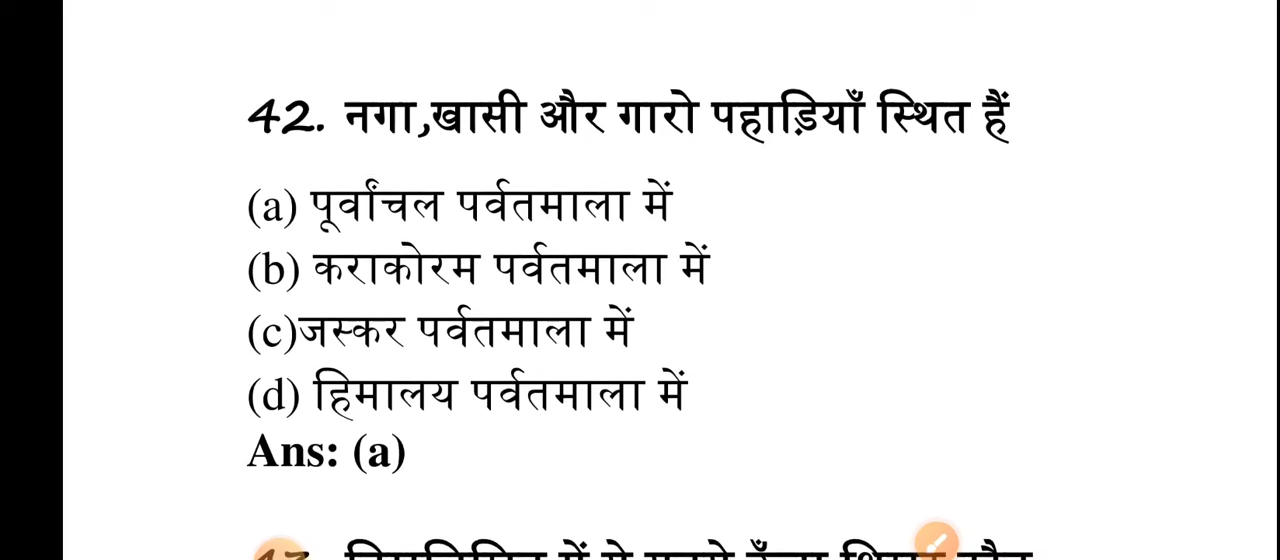 42. नगा,खासी और गारो पहाड़ियाँ स्थित हैं
(a) पूर्वांचल पर्वतमाला में
(b) कराकोरम पर्वतमाला में
(c)जस्कर पर्वतमाला में
(d) हिमालय पर्वतमाला में
Ans: (a)